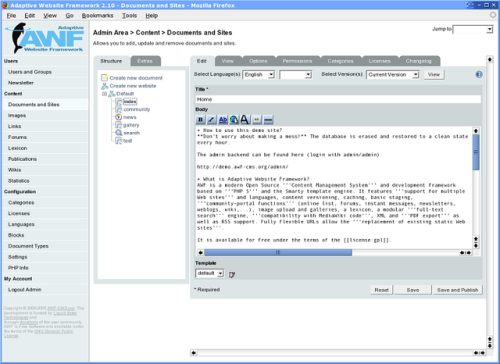 Adaptive Website Framework 2.10 - Documents and Sites - Mozilla Firefox
File Edit View Go Bookmarks Tools Help
Adaptive
AWF
Website Framework
Admin Area > Content > Documents and Sites
Jump to
Allows you to add, update and remove documents and sites.
Users
Users and Groups
Newsletter
Content
Documents and Sites
Images
Links
Forums
Lexicon
Publications
Wikis
Statistics
Configuration
Categories
Licenses
Languages
Blocks
Document Types
Settings
PHP Info
My Account
Logout Admin
Structure Extras
Create new document
Create new website
Default
index
community
news
gallery
search
test
Edit View Options Permissions Categories Licenses Changelog
Select Language(s): English Select Version(s): Current Version View
Title *
Home
Body
+ How to use this demo site?
**Don't worry about making a mess!** The database is erased and restored to a clean state
every hour.
The admin backend can be found here (login with admin/admin):
http://demo.awf-cms.org/admin/
+ What is Adaptive Website Framework?
AWF is a modern Open Source '''Content Management System''' and development framework
based on '''PHP 5''' and the Smarty template engine. It features '''support for multiple
Web sites''' and languages, content versioning, caching, basic staging,
'''community-portal functions''' (online list, forums, instant messages, newsletters,
weblogs, wiki, ...), image upload and galleries, a lexicon, a modular '''full-text
search''' engine, '''compatibility with MediaWiki code''', XML and '''PDF export''' as
well as RSS support. Fully flexible URLs allow the '''replacement of existing static Web
sites'''.
It is available for free under the terms of the [[license gpl]].
Template
default
* Required
Reset Save Save and Publish